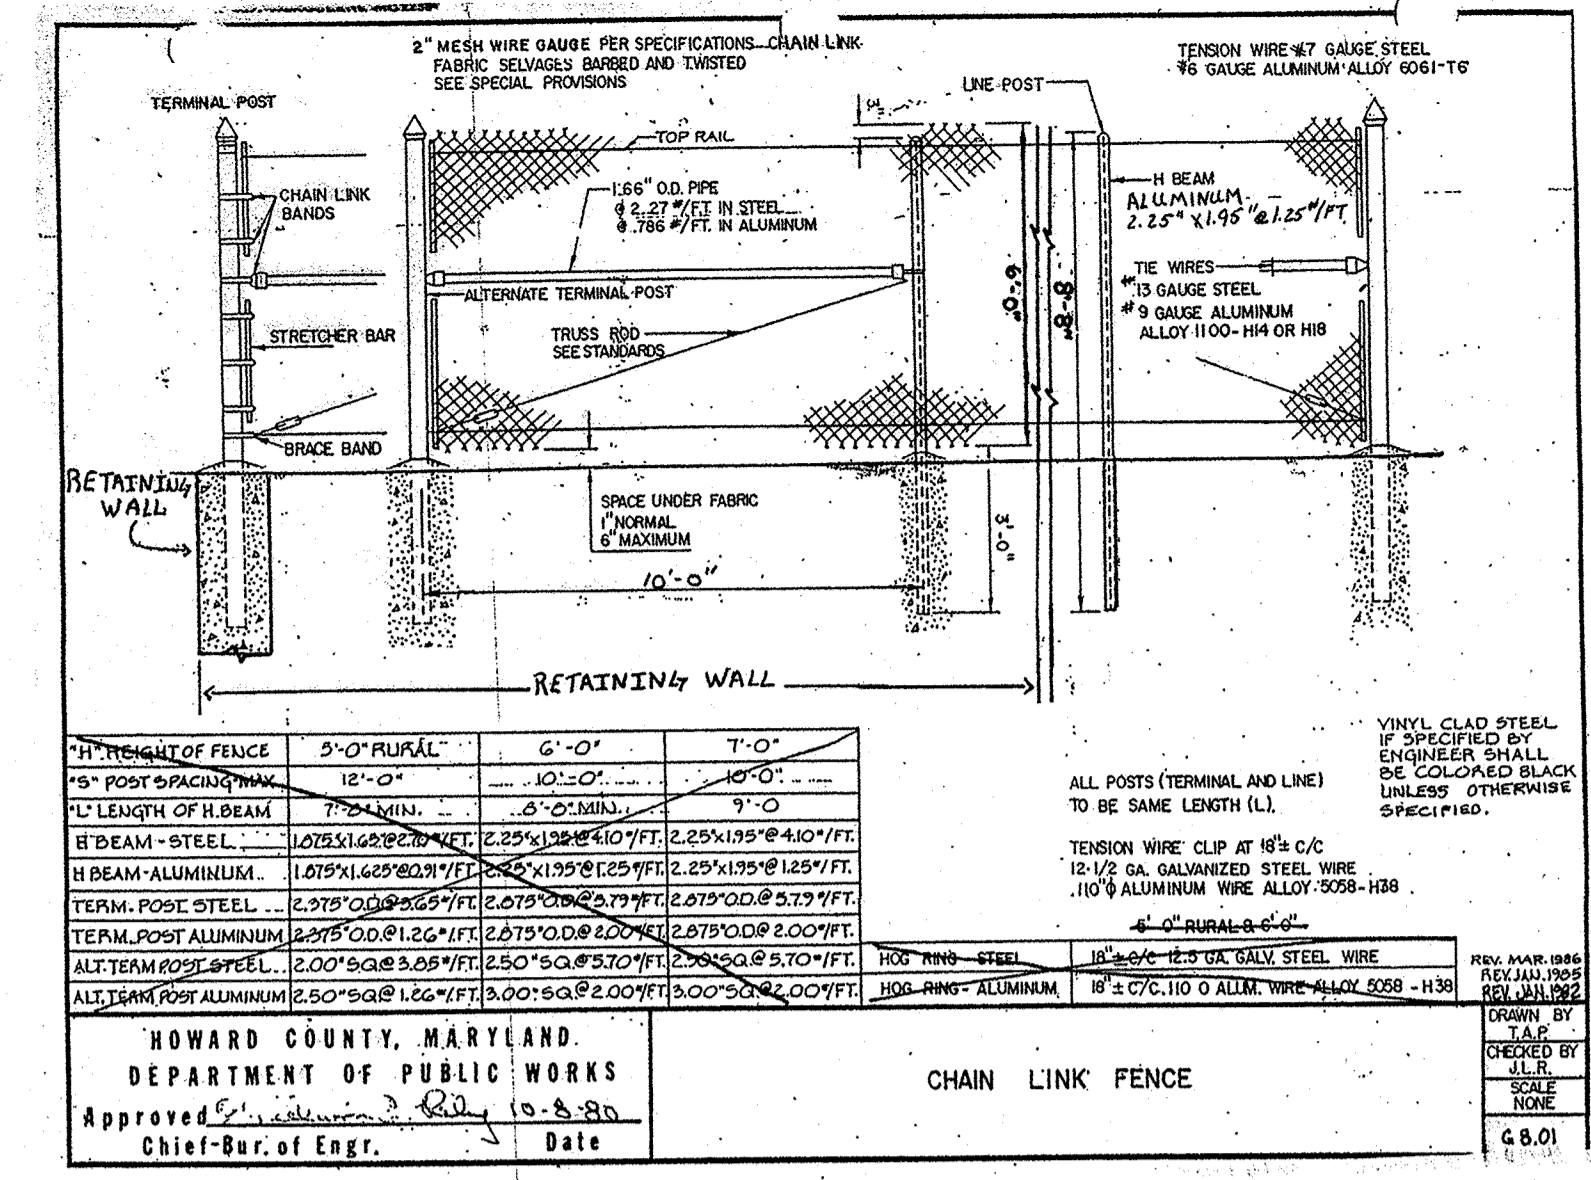 2" MESH WIRE GAUGE PER SPECIFICATIONS CHAIN LINK
FABRIC SELVAGES BARBED AND TWISTED
SEE SPECIAL PROVISIONS
TENSION WIRE #7 GAUGE STEEL
#6 GAUGE ALUMINUM ALLOY 6061-T6
TERMINAL POST
LINE POST
3"
TOP RAIL
CHAIN LINK
BANDS
1.66" O.D. PIPE
@ 2.27 #/FT. IN STEEL
@ .786 #/FT. IN ALUMINUM
H BEAM
ALUMINUM
2.25" X1.95"@1.25#/FT.
ALTERNATE TERMINAL POST
6'-0"
8'-8"
TIE WIRES
#13 GAUGE STEEL
#9 GAUGE ALUMINUM
ALLOY 1100-H14 OR H18
STRETCHER BAR
TRUSS ROD
SEE STANDARDS
BRACE BAND
RETAINING
WALL
SPACE UNDER FABRIC
1" NORMAL
6" MAXIMUM
3'-0"
10'-0"
RETAINING WALL
"H" HEIGHT OF FENCE 5'-0" RURAL 6'-0" 7'-0"
"S" POST SPACING-MAX 12'-0" 10'-0" 10'-0"
"L" LENGTH OF H.BEAM MIN. 8'-8" MIN. 9'-0
H BEAM-STEEL 2.25"x1.95"@4.10#/FT. 2.25"x1.95"@4.10#/FT.
H BEAM-ALUMINUM 1.875"x1.625"@0.91#/FT. 2.25"x1.95"@1.25#/FT. 2.25"x1.95"@1.25#/FT.
TERM. POST STEEL 2.375"O.D.@3.65#/FT. 2.875"O.D.@5.79#/FT. 2.875"O.D.@5.79#/FT.
TERM. POST ALUMINUM 2.375"O.D.@1.26#/FT. 2.875"O.D.@2.00#/FT. 2.875"O.D.@2.00#/FT.
ALT. TERM POST STEEL 2.00"SQ.@3.85#/FT. 2.50"SQ.@5.70#/FT. 2.50"SQ.@5.70#/FT.
ALT. TERM. POST ALUMINUM 2.50"SQ@1.26#/FT. 3.00"SQ.@2.00#/FT. 3.00"SQ.@2.00#/FT.
ALL POSTS (TERMINAL AND LINE)
TO BE SAME LENGTH (L).
TENSION WIRE CLIP AT 18"± C/C
12-1/2 GA. GALVANIZED STEEL WIRE
.110"ϕ ALUMINUM WIRE ALLOY 5058-H38
5'-0" RURAL & 6'-0"
HOG RING - STEEL 18"± C/C 12.5 GA. GALV. STEEL WIRE
HOG RING - ALUMINUM 18"± C/C .110 O ALUM. WIRE ALLOY 5058 - H38
VINYL CLAD STEEL
IF SPECIFIED BY
ENGINEER SHALL
BE COLORED BLACK
UNLESS OTHERWISE
SPECIFIED.
REV. MAR. 1986
REV. JAN. 1985
REV. JAN. 1982
HOWARD COUNTY, MARYLAND
DEPARTMENT OF PUBLIC WORKS
Approved Riley 10-8-80
Chief-Bur. of Engr. Date
CHAIN LINK FENCE
DRAWN BY
T.A.P.
CHECKED BY
J.L.R.
SCALE
NONE
G 8.01